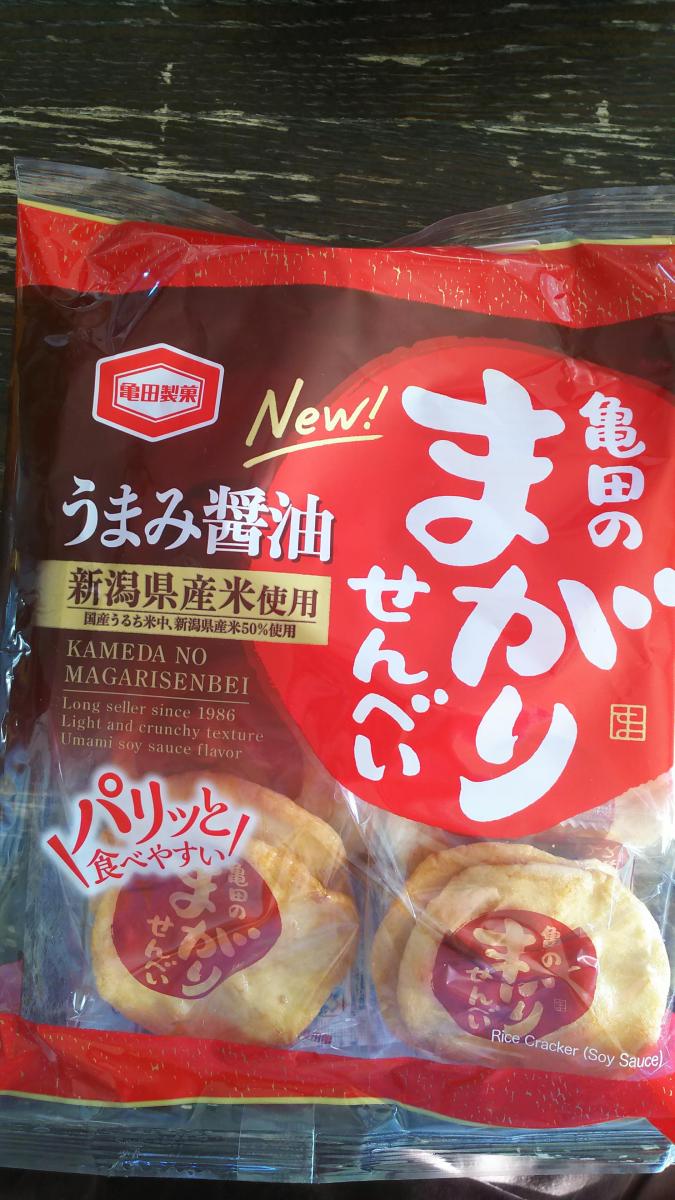 亀田製菓
New!
亀田の
まがり
せんべい
うまみ醤油
新潟県産米使用
国産うるち米中、新潟県産米50%使用
KAMEDA NO
MAGARISENBEI
Long seller since 1986
Light and crunchy texture
Umami soy sauce flavor
パリッと
食べやすい
亀田の
まがり
せんべい
亀の
まがり
せんべい
Rice Cracker (Soy Sauce)